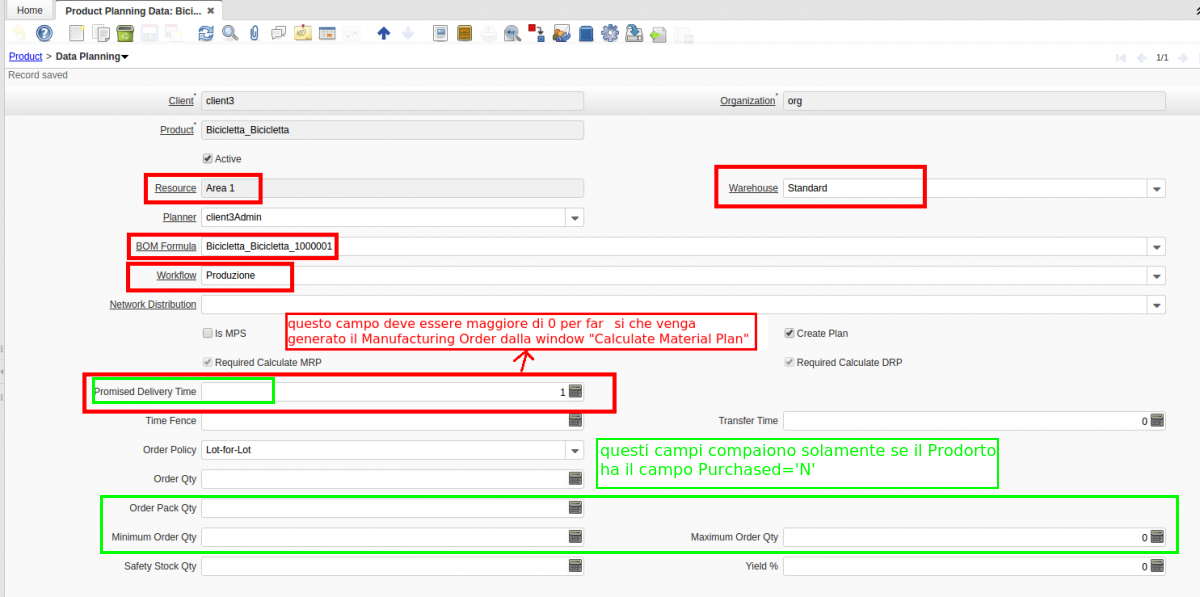 Home
Product Planning Data: Bici...
Product > Data Planning
1/1
Record saved
Client* client3
Organization* org
Product* Bicicletta_Bicicletta
Active
Resource Area 1
Warehouse Standard
Planner client3Admin
BOM Formula Bicicletta_Bicicletta_1000001
Workflow Produzione
Network Distribution
questo campo deve essere maggiore di 0 per far si che venga
generato il Manufacturing Order dalla window "Calculate Material Plan"
Is MPS
Create Plan
Required Calculate MRP
Required Calculate DRP
Promised Delivery Time 1
Time Fence
Transfer Time 0
Order Policy Lot-for-Lot
questi campi compaiono solamente se il Prodorto
ha il campo Purchased='N'
Order Qty
Order Pack Qty
Minimum Order Qty
Maximum Order Qty 0
Safety Stock Qty
Yield % 0